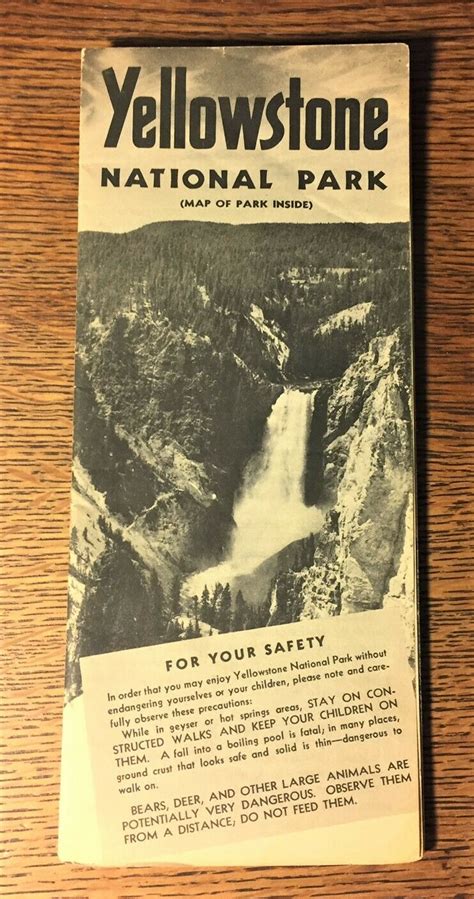 Yellowstone
NATIONAL PARK
(MAP OF PARK INSIDE)
FOR YOUR SAFETY
In order that you may enjoy Yellowstone National Park without
endangering yourselves or your children, please note and care-
fully observe these precautions:
While in geyser or hot springs areas, STAY ON CON-
STRUCTED WALKS AND KEEP YOUR CHILDREN ON
THEM. A fall into a boiling pool is fatal; in many places,
ground crust that looks safe and solid is thin—dangerous to
walk on.
BEARS, DEER, AND OTHER LARGE ANIMALS ARE
POTENTIALLY VERY DANGEROUS. OBSERVE THEM
FROM A DISTANCE; DO NOT FEED THEM.